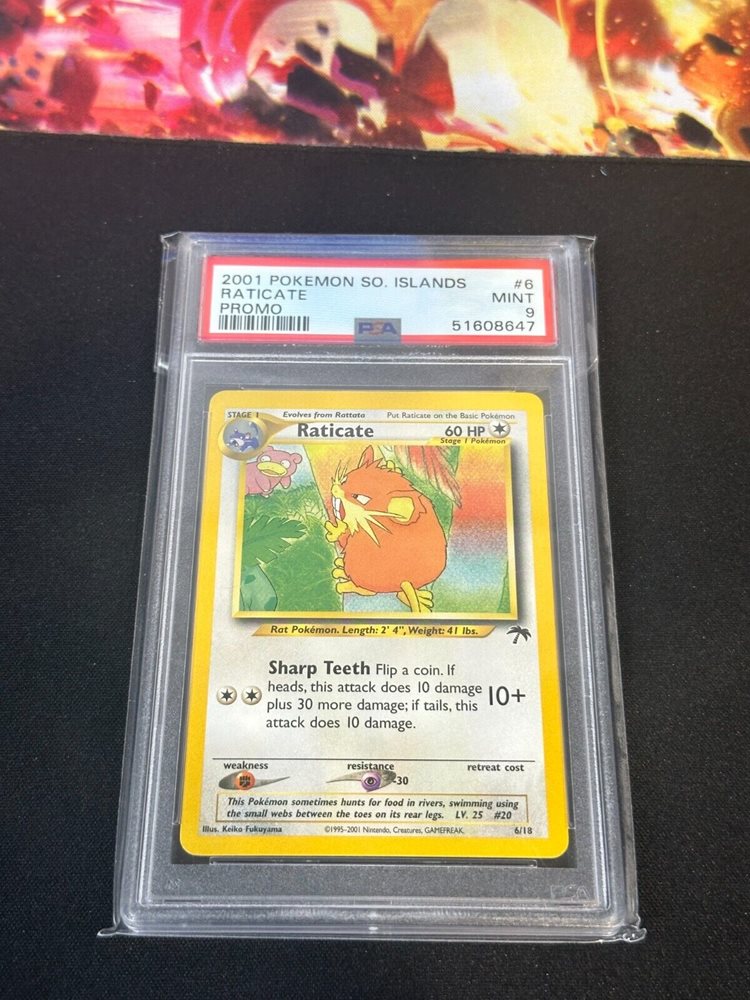 2001 POKEMON SO. ISLANDS #6
RATICATE MINT
PROMO 9
PSA 51608647
STAGE 1 Evolves from Rattata Put Raticate on the Basic Pokémon
Raticate 60 HP
Stage 1 Pokémon
Rat Pokémon. Length: 2' 4", Weight: 41 lbs.
Sharp Teeth Flip a coin. If
heads, this attack does 10 damage
plus 30 more damage; if tails, this
attack does 10 damage.
10+
weakness resistance retreat cost
-30
This Pokémon sometimes hunts for food in rivers, swimming using
the small webs between the toes on its rear legs. LV. 25 #20
Illus. Keiko Fukuyama ©1995-2001 Nintendo, Creatures, GAMEFREAK. 6/18
PSA